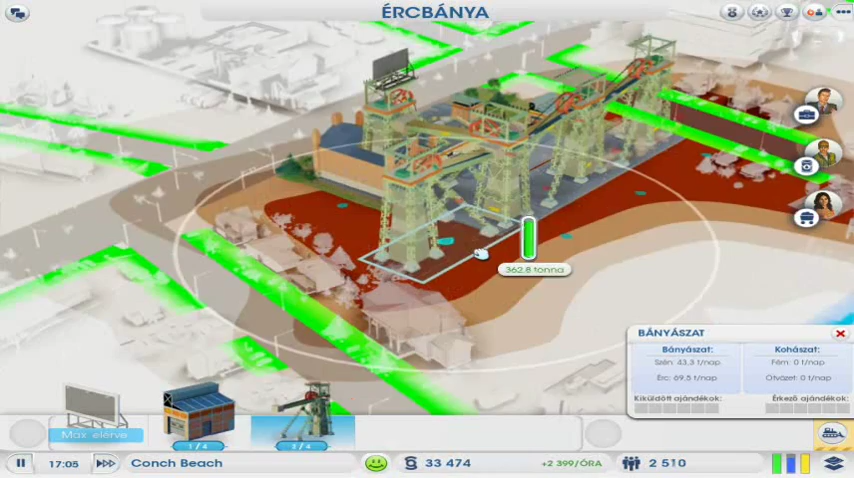 ÉRCBÁNYA
362.8 tonna
BÁNYÁSZAT
Bányászat:
Szén: 43,3 t/nap
Érc: 69,5 t/nap
Kohászat:
Fém: 0 t/nap
Ötvözet: 0 t/nap
Kiküldött ajándékok:
Érkező ajándékok:
Max elérve
1 / 4
2 / 4
17:05
Conch Beach
33 474
+2 399/ÓRA
2 510